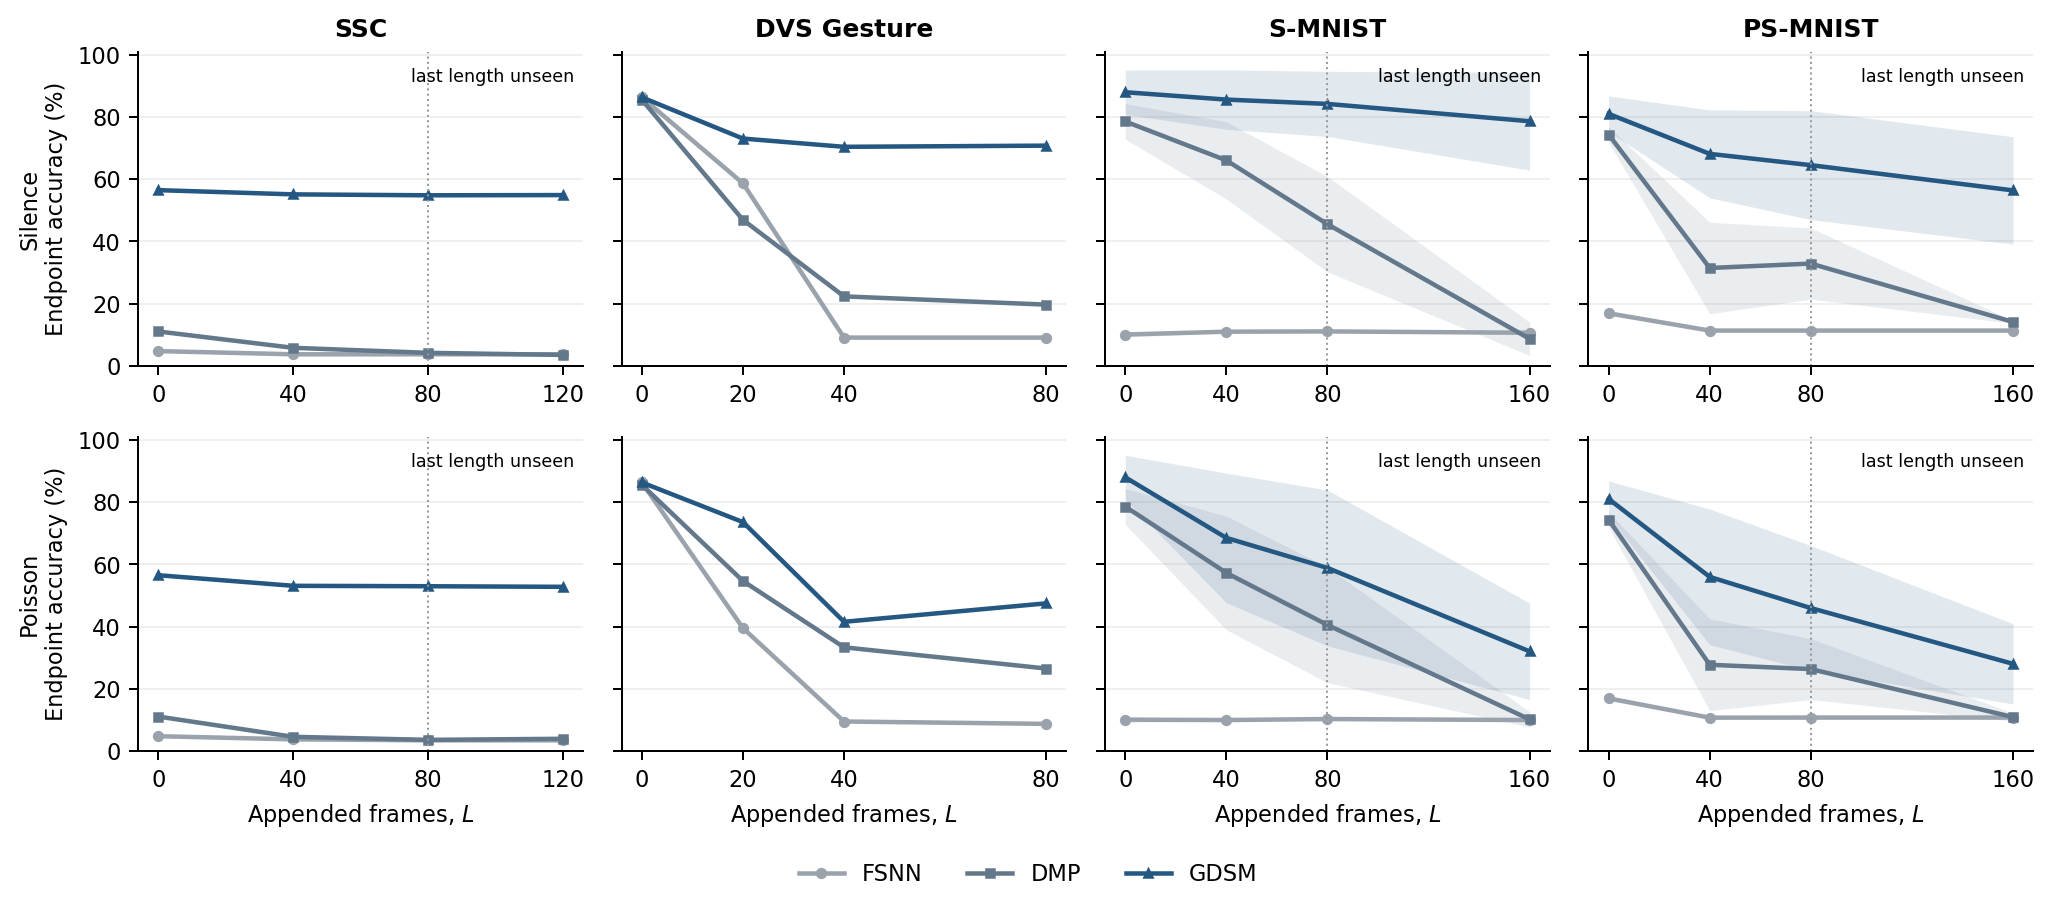 SSC
DVS Gesture
S-MNIST
PS-MNIST
Silence
Endpoint accuracy (%)
100
80
60
40
20
0
last length unseen
last length unseen
last length unseen
0 40 80 120
0 20 40 80
0 40 80 160
0 40 80 160
Poisson
Endpoint accuracy (%)
100
80
60
40
20
0
last length unseen
last length unseen
last length unseen
0 40 80 120
0 20 40 80
0 40 80 160
0 40 80 160
Appended frames, L
Appended frames, L
Appended frames, L
Appended frames, L
FSNN DMP GDSM